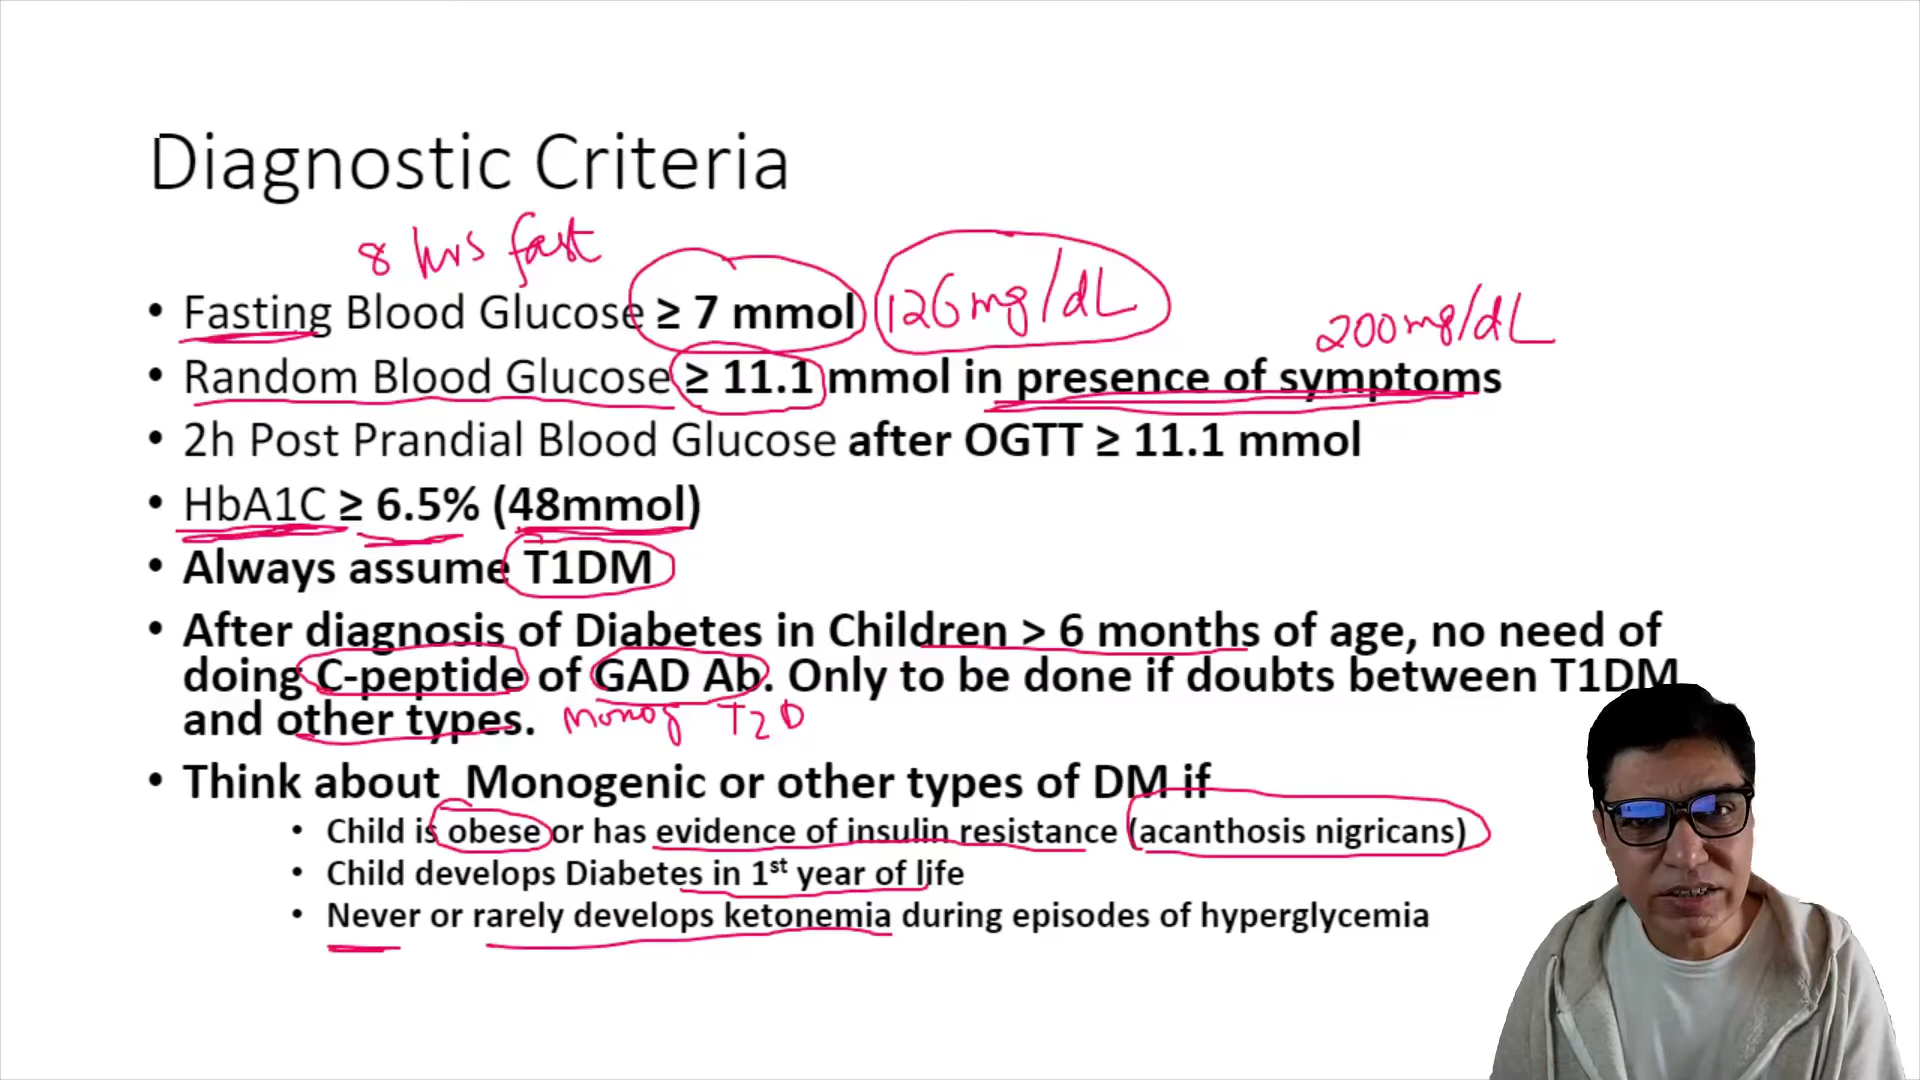 Diagnostic Criteria
8 hrs fast
• Fasting Blood Glucose ≥ 7 mmol 126mg/dL
200mg/dL
• Random Blood Glucose ≥ 11.1 mmol in presence of symptoms
• 2h Post Prandial Blood Glucose after OGTT ≥ 11.1 mmol
• HbA1C ≥ 6.5% (48mmol)
• Always assume T1DM
• After diagnosis of Diabetes in Children > 6 months of age, no need of
doing C-peptide of GAD Ab. Only to be done if doubts between T1DM
and other types. monog T2D
• Think about Monogenic or other types of DM if
• Child is obese or has evidence of insulin resistance (acanthosis nigricans)
• Child develops Diabetes in 1st year of life
• Never or rarely develops ketonemia during episodes of hyperglycemia